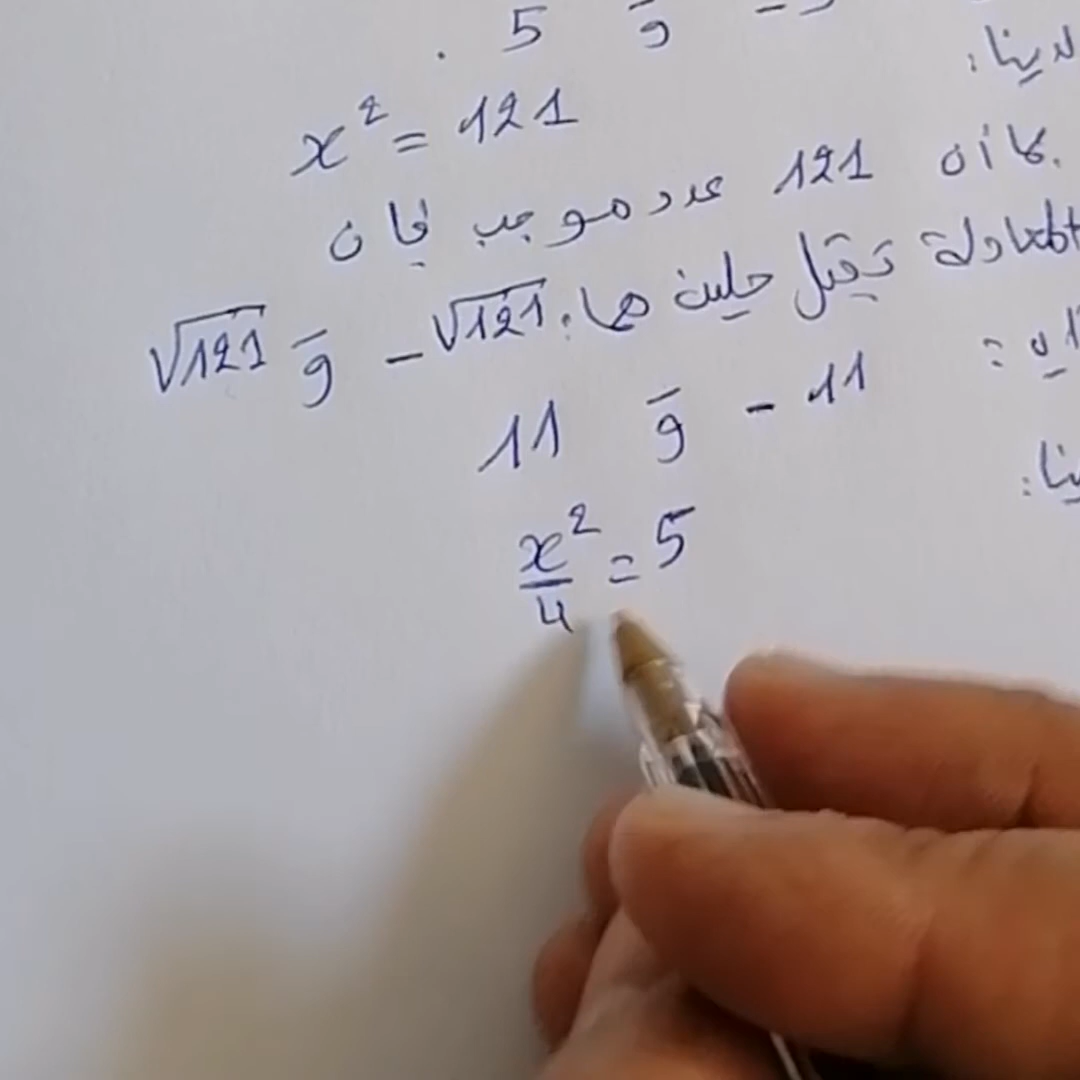 5 و .
لدينا:
x² = 121
بما أن 121 عدد موجب فإن
المعادلة تقبل حلين هما: -√121 و √121
-11 و 11
x²/4 = 5